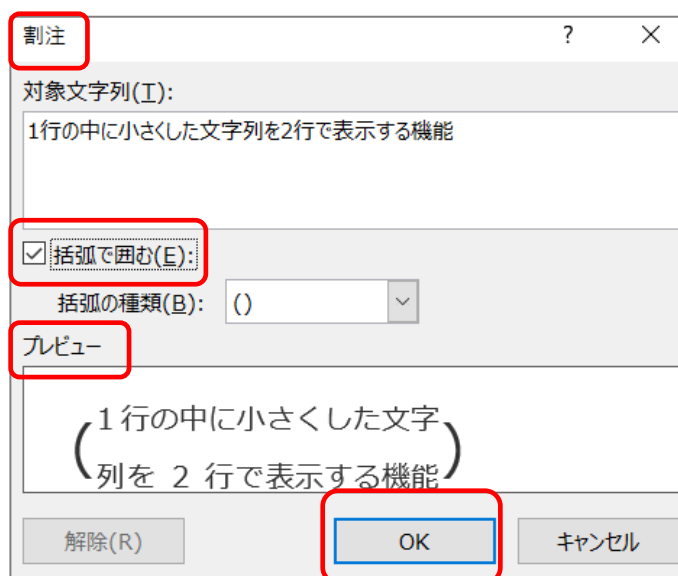 割注
対象文字列(T):
1行の中に小さくした文字列を2行で表示する機能
括弧で囲む(E):
括弧の種類(B): ()
プレビュー
(1行の中に小さくした文字
列を 2 行で表示する機能)
解除(R) OK キャンセル